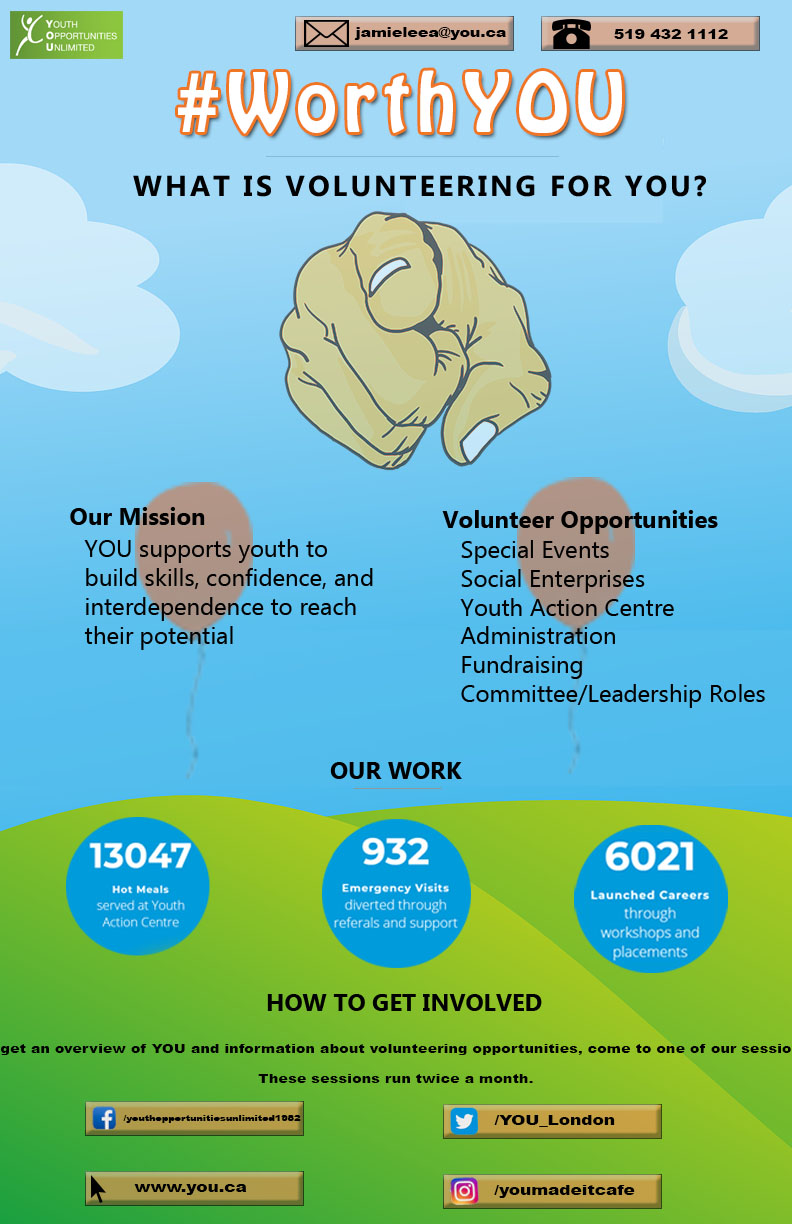 YOUTH
OPPORTUNITIES
UNLIMITED
jamieleea@you.ca
519 432 1112
#WorthYOU
WHAT IS VOLUNTEERING FOR YOU?
Our Mission
YOU supports youth to
build skills, confidence, and
interdependence to reach
their potential
Volunteer Opportunities
Special Events
Social Enterprises
Youth Action Centre
Administration
Fundraising
Committee/Leadership Roles
OUR WORK
13047
Hot Meals
served at Youth
Action Centre
932
Emergency Visits
diverted through
referals and support
6021
Launched Careers
through
workshops and
placements
HOW TO GET INVOLVED
get an overview of YOU and information about volunteering opportunities, come to one of our sessio
These sessions run twice a month.
/youthopportunitiesunlimited1982
/YOU_London
www.you.ca
/youmadeitcafe